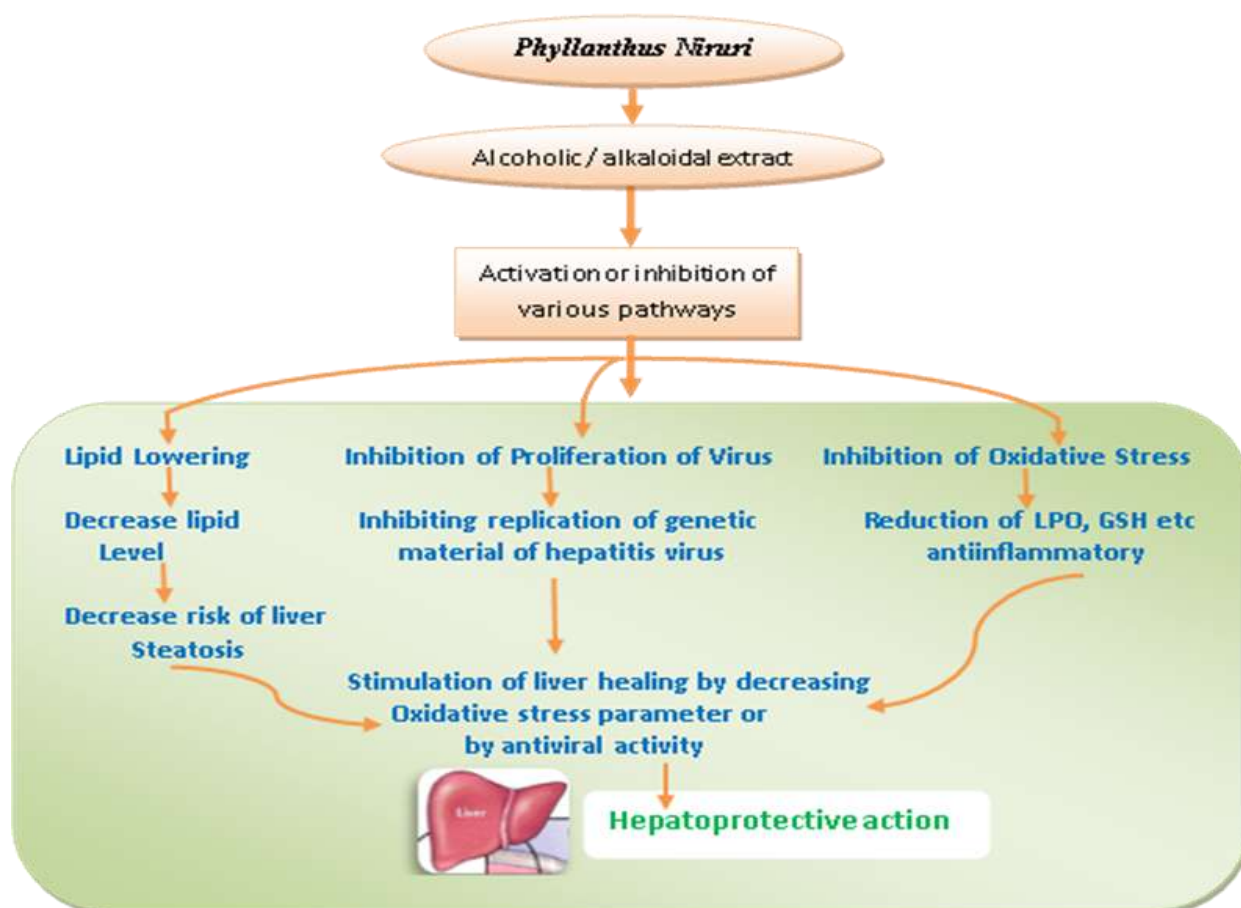 Phyllanthus Niruri
Alcoholic / alkaloidal extract
Activation or inhibition of
various pathways
Lipid Lowering
Decrease lipid
Level
Decrease risk of liver
Steatosis
Inhibition of Proliferation of Virus
Inhibiting replication of genetic
material of hepatitis virus
Inhibition of Oxidative Stress
Reduction of LPO, GSH etc
antiinflammatory
Stimulation of liver healing by decreasing
Oxidative stress parameter or
by antiviral activity
Liver
Hepatoprotective action